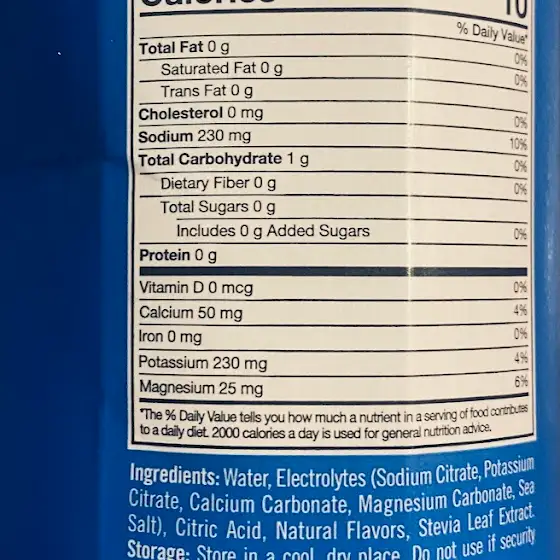 Calories 10
% Daily Value*
Total Fat 0 g 0%
Saturated Fat 0 g 0%
Trans Fat 0 g
Cholesterol 0 mg 0%
Sodium 230 mg 10%
Total Carbohydrate 1 g 0%
Dietary Fiber 0 g 0%
Total Sugars 0 g
Includes 0 g Added Sugars 0%
Protein 0 g
Vitamin D 0 mcg 0%
Calcium 50 mg 4%
Iron 0 mg 0%
Potassium 230 mg 4%
Magnesium 25 mg 6%
*The % Daily Value tells you how much a nutrient in a serving of food contributes
to a daily diet. 2000 calories a day is used for general nutrition advice.
Ingredients: Water, Electrolytes (Sodium Citrate, Potassium
Citrate, Calcium Carbonate, Magnesium Carbonate, Sea
Salt), Citric Acid, Natural Flavors, Stevia Leaf Extract.
Storage: Store in a cool, dry place. Do not use if security